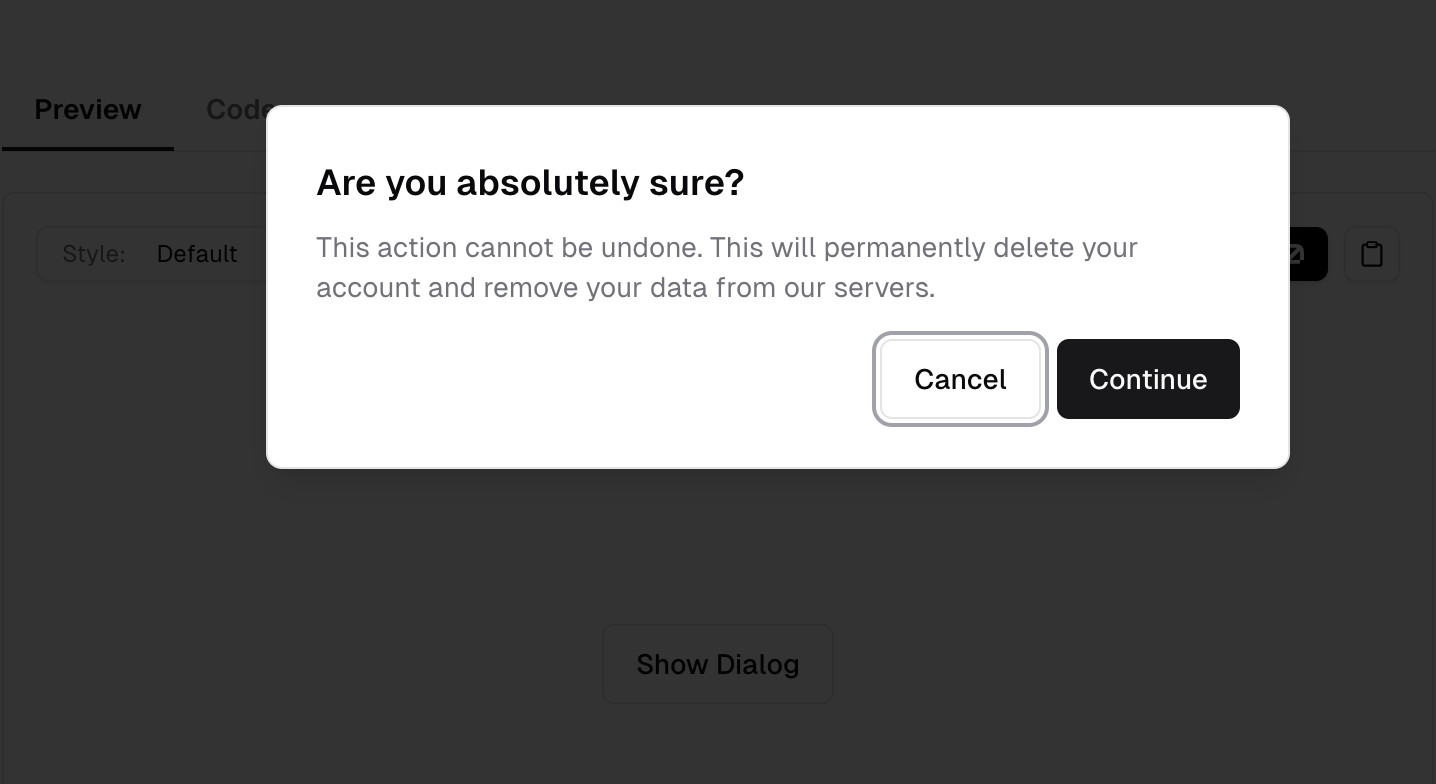 Preview
Code
Are you absolutely sure?
Style: Default
This action cannot be undone. This will permanently delete your
account and remove your data from our servers.
Cancel
Continue
Show Dialog